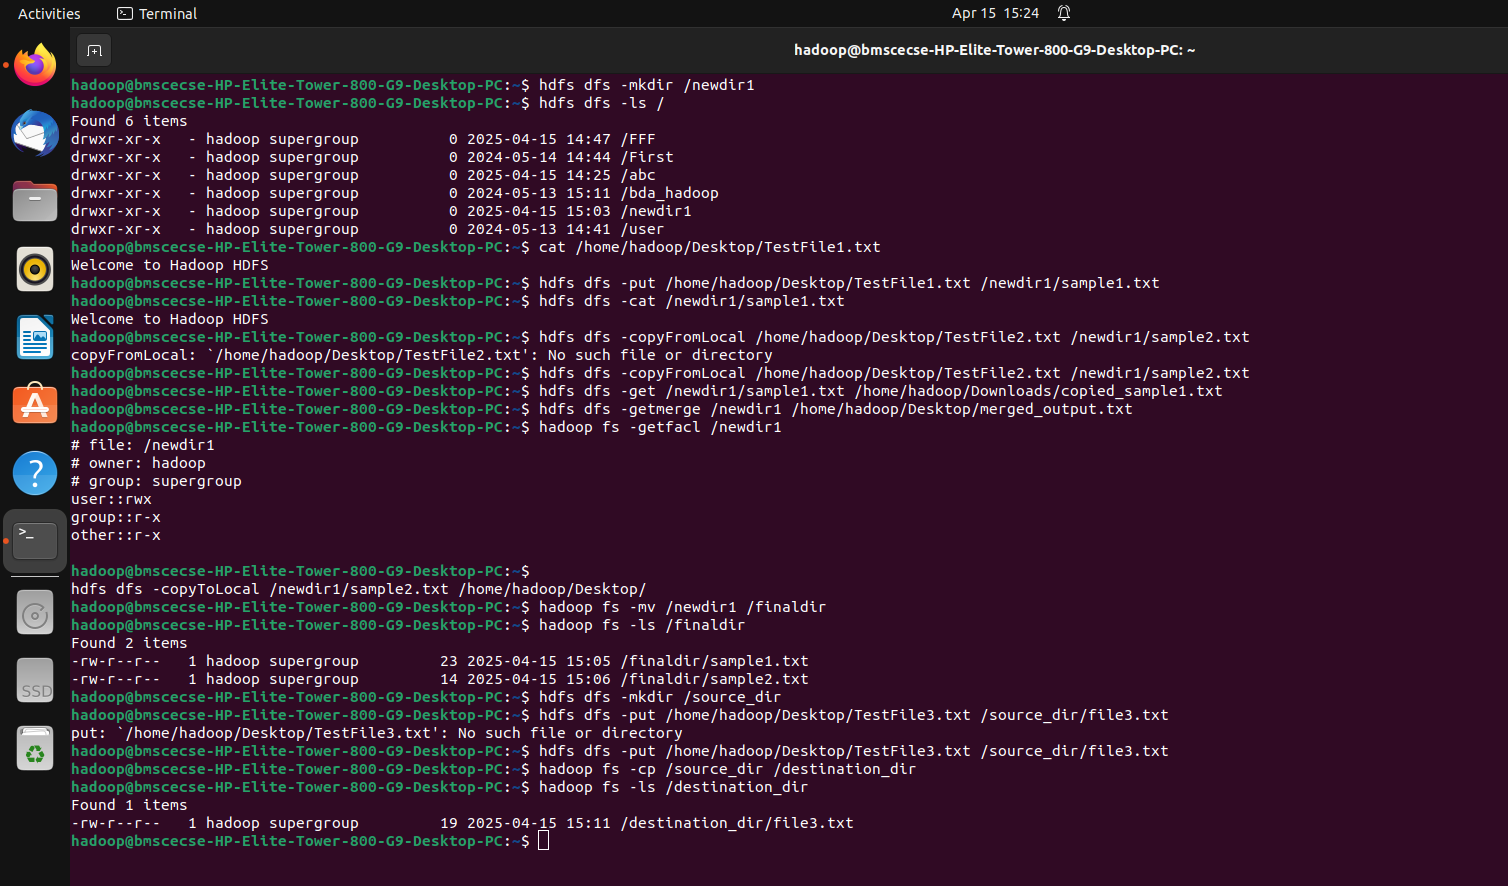 Activities
Terminal
Apr 15 15:24
hadoop@bmscecse-HP-Elite-Tower-800-G9-Desktop-PC: ~
hadoop@bmscecse-HP-Elite-Tower-800-G9-Desktop-PC:~$ hdfs dfs -mkdir /newdir1
hadoop@bmscecse-HP-Elite-Tower-800-G9-Desktop-PC:~$ hdfs dfs -ls /
Found 6 items
drwxr-xr-x   - hadoop supergroup          0 2025-04-15 14:47 /FFF
drwxr-xr-x   - hadoop supergroup          0 2024-05-14 14:44 /First
drwxr-xr-x   - hadoop supergroup          0 2025-04-15 14:25 /abc
drwxr-xr-x   - hadoop supergroup          0 2024-05-13 15:11 /bda_hadoop
drwxr-xr-x   - hadoop supergroup          0 2025-04-15 15:03 /newdir1
drwxr-xr-x   - hadoop supergroup          0 2024-05-13 14:41 /user
hadoop@bmscecse-HP-Elite-Tower-800-G9-Desktop-PC:~$ cat /home/hadoop/Desktop/TestFile1.txt
Welcome to Hadoop HDFS
hadoop@bmscecse-HP-Elite-Tower-800-G9-Desktop-PC:~$ hdfs dfs -put /home/hadoop/Desktop/TestFile1.txt /newdir1/sample1.txt
hadoop@bmscecse-HP-Elite-Tower-800-G9-Desktop-PC:~$ hdfs dfs -cat /newdir1/sample1.txt
Welcome to Hadoop HDFS
hadoop@bmscecse-HP-Elite-Tower-800-G9-Desktop-PC:~$ hdfs dfs -copyFromLocal /home/hadoop/Desktop/TestFile2.txt /newdir1/sample2.txt
copyFromLocal: `/home/hadoop/Desktop/TestFile2.txt': No such file or directory
hadoop@bmscecse-HP-Elite-Tower-800-G9-Desktop-PC:~$ hdfs dfs -copyFromLocal /home/hadoop/Desktop/TestFile2.txt /newdir1/sample2.txt
hadoop@bmscecse-HP-Elite-Tower-800-G9-Desktop-PC:~$ hdfs dfs -get /newdir1/sample1.txt /home/hadoop/Downloads/copied_sample1.txt
hadoop@bmscecse-HP-Elite-Tower-800-G9-Desktop-PC:~$ hdfs dfs -getmerge /newdir1 /home/hadoop/Desktop/merged_output.txt
hadoop@bmscecse-HP-Elite-Tower-800-G9-Desktop-PC:~$ hadoop fs -getfacl /newdir1
# file: /newdir1
# owner: hadoop
# group: supergroup
user::rwx
group::r-x
other::r-x
hadoop@bmscecse-HP-Elite-Tower-800-G9-Desktop-PC:~$
hdfs dfs -copyToLocal /newdir1/sample2.txt /home/hadoop/Desktop/
hadoop@bmscecse-HP-Elite-Tower-800-G9-Desktop-PC:~$ hadoop fs -mv /newdir1 /finaldir
hadoop@bmscecse-HP-Elite-Tower-800-G9-Desktop-PC:~$ hadoop fs -ls /finaldir
Found 2 items
-rw-r--r--   1 hadoop supergroup         23 2025-04-15 15:05 /finaldir/sample1.txt
-rw-r--r--   1 hadoop supergroup         14 2025-04-15 15:06 /finaldir/sample2.txt
hadoop@bmscecse-HP-Elite-Tower-800-G9-Desktop-PC:~$ hdfs dfs -mkdir /source_dir
hadoop@bmscecse-HP-Elite-Tower-800-G9-Desktop-PC:~$ hdfs dfs -put /home/hadoop/Desktop/TestFile3.txt /source_dir/file3.txt
put: `/home/hadoop/Desktop/TestFile3.txt': No such file or directory
hadoop@bmscecse-HP-Elite-Tower-800-G9-Desktop-PC:~$ hdfs dfs -put /home/hadoop/Desktop/TestFile3.txt /source_dir/file3.txt
hadoop@bmscecse-HP-Elite-Tower-800-G9-Desktop-PC:~$ hadoop fs -cp /source_dir /destination_dir
hadoop@bmscecse-HP-Elite-Tower-800-G9-Desktop-PC:~$ hadoop fs -ls /destination_dir
Found 1 items
-rw-r--r--   1 hadoop supergroup         19 2025-04-15 15:11 /destination_dir/file3.txt
hadoop@bmscecse-HP-Elite-Tower-800-G9-Desktop-PC:~$
?
>_
SSD